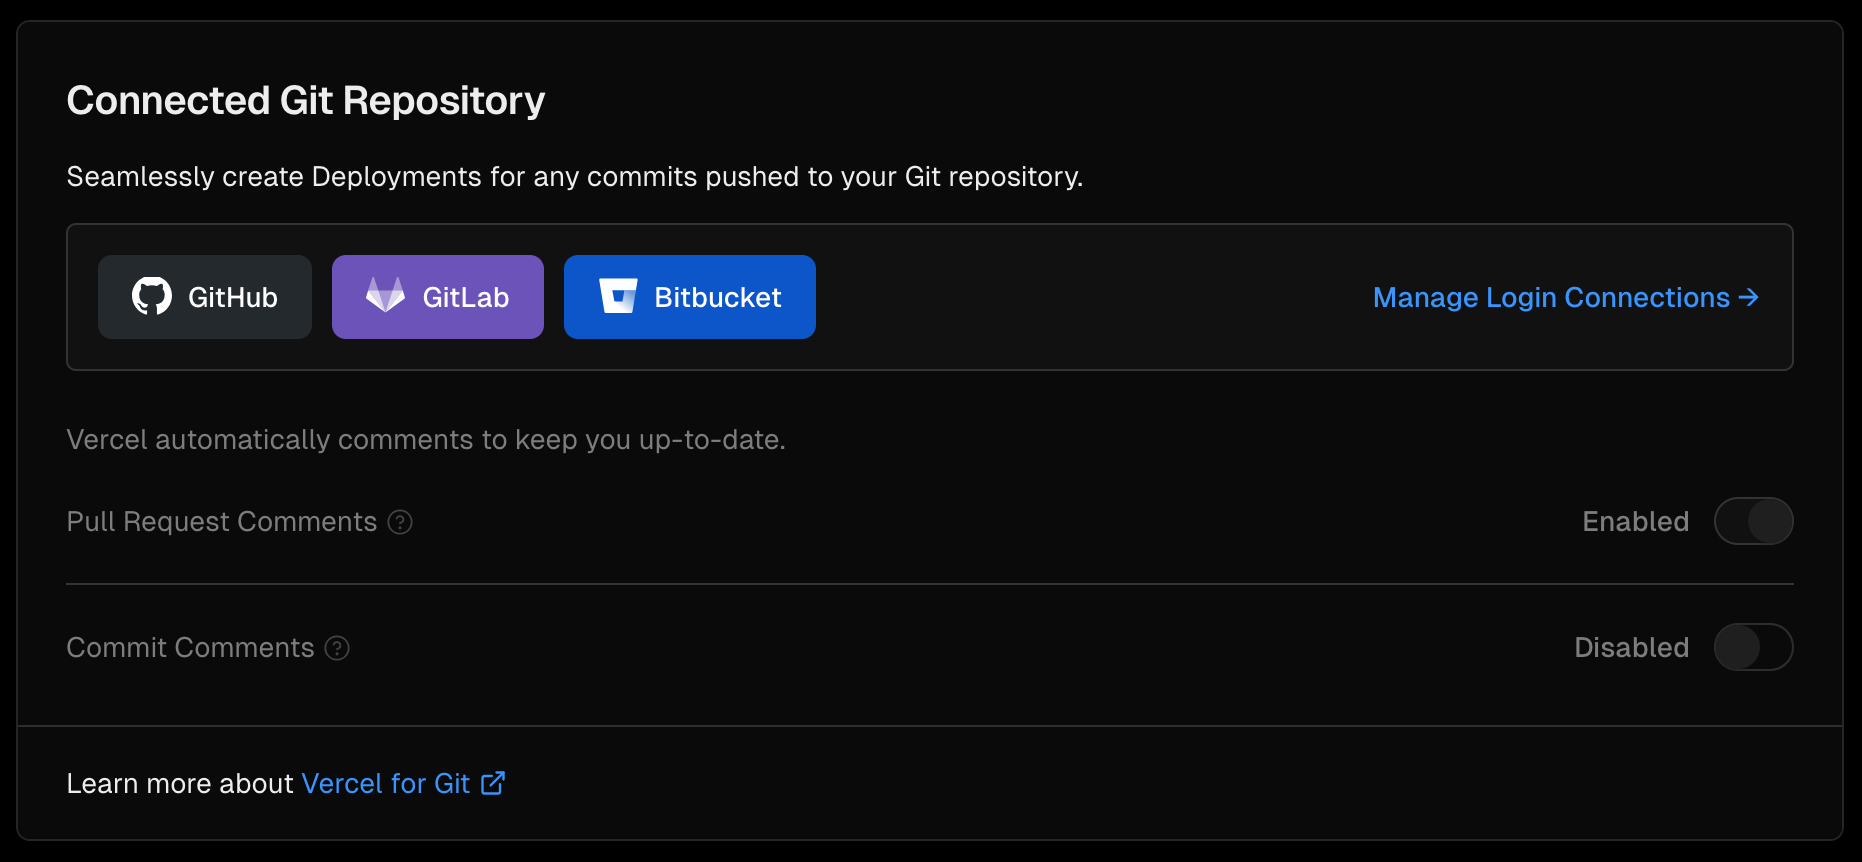 Connected Git Repository
Seamlessly create Deployments for any commits pushed to your Git repository.
GitHub GitLab Bitbucket Manage Login Connections →
Vercel automatically comments to keep you up-to-date.
Pull Request Comments ? Enabled
Commit Comments ? Disabled
Learn more about Vercel for Git